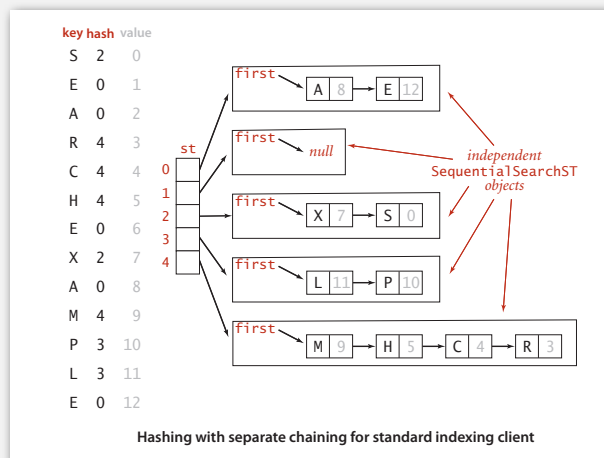 key hash value
S 2 0
E 0 1
A 0 2
R 4 3
C 4 4
H 4 5
E 0 6
X 2 7
A 0 8
M 4 9
P 3 10
L 3 11
E 0 12
st
0
1
2
3
4
first
A 8 E 12
first
null
first
X 7 S 0
first
L 11 P 10
first
M 9 H 5 C 4 R 3
independent
SequentialSearchST
objects
Hashing with separate chaining for standard indexing client